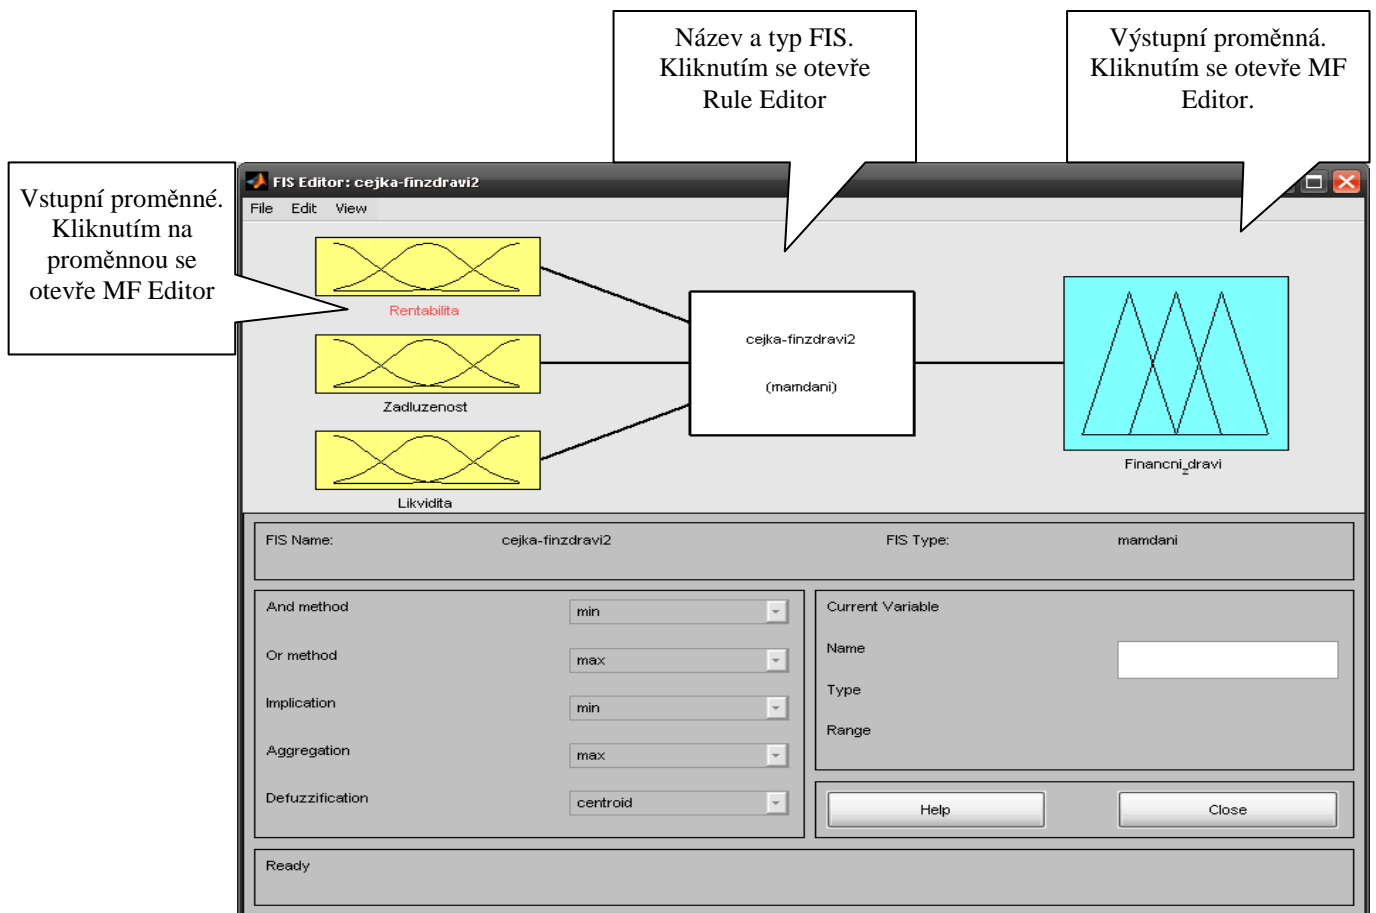 Název a typ FIS.
Kliknutím se otevře
Rule Editor
Výstupní proměnná.
Kliknutím se otevře MF
Editor.
Vstupní proměnné.
Kliknutím na
proměnnou se
otevře MF Editor
FIS Editor: cejka-finzdravi2
File Edit View
Rentabilita
Zadluzenost
Likvidita
cejka-finzdravi2
(mamdani)
Financni_zdravi
FIS Name: cejka-finzdravi2 FIS Type: mamdani
And method min
Or method max
Implication min
Aggregation max
Defuzzification centroid
Current Variable
Name
Type
Range
Help Close
Ready